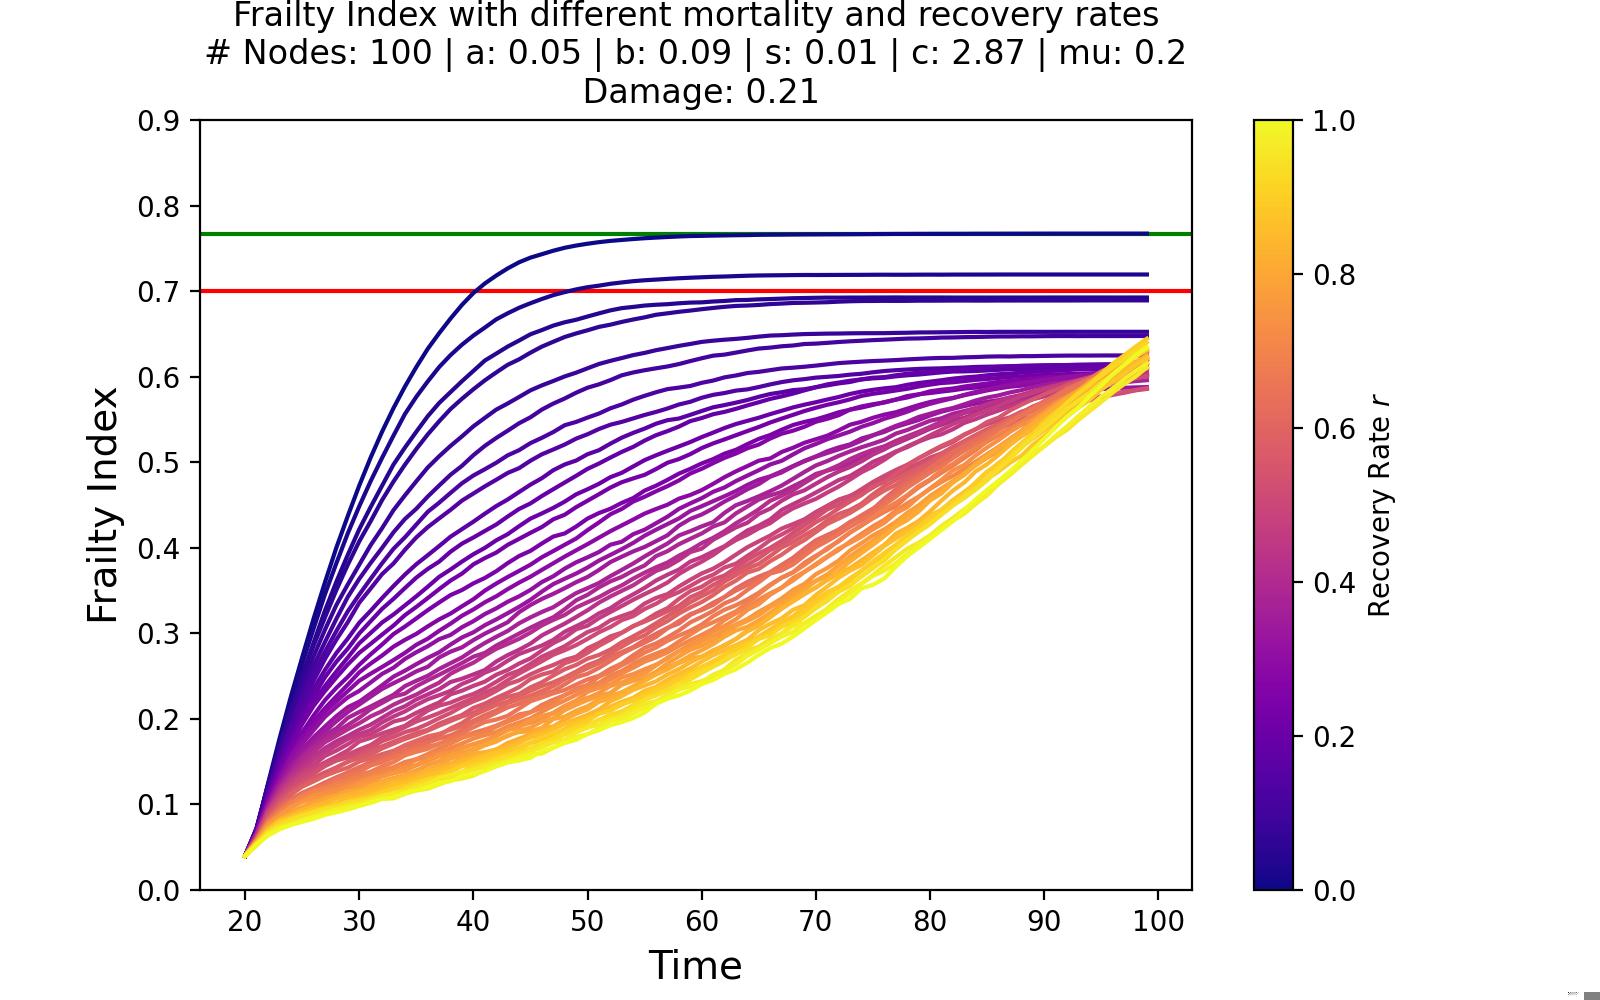 Frailty Index with different mortality and recovery rates
# Nodes: 100 | a: 0.05 | b: 0.09 | s: 0.01 | c: 2.87 | mu: 0.2
Damage: 0.21
Frailty Index
0.9
0.8
0.7
0.6
0.5
0.4
0.3
0.2
0.1
0.0
20 30 40 50 60 70 80 90 100
Time
1.0
0.8
0.6
0.4
0.2
0.0
Recovery Rate r